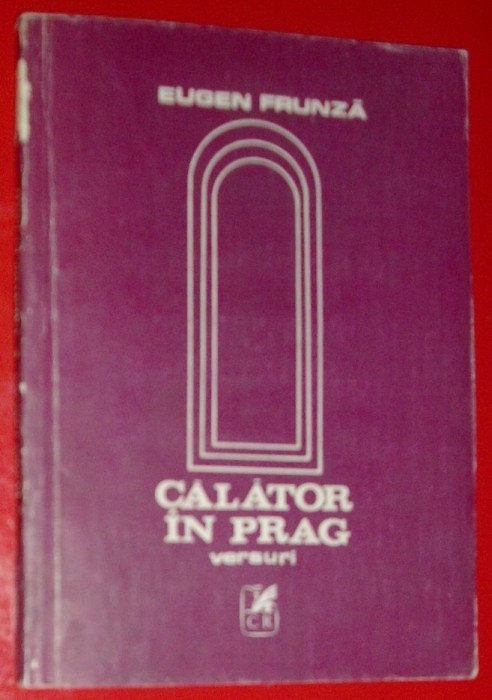 EUGEN FRUNZĂ
CĂLĂTOR
ÎN PRAG
versuri
CR